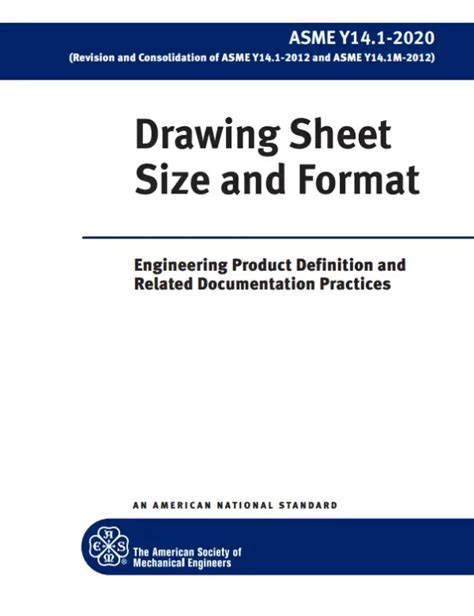 ASME Y14.1-2020
(Revision and Consolidation of ASME Y14.1-2012 and ASME Y14.1M-2012)
Drawing Sheet
Size and Format
Engineering Product Definition and
Related Documentation Practices
AN AMERICAN NATIONAL STANDARD
ASME®
The American Society of
Mechanical Engineers